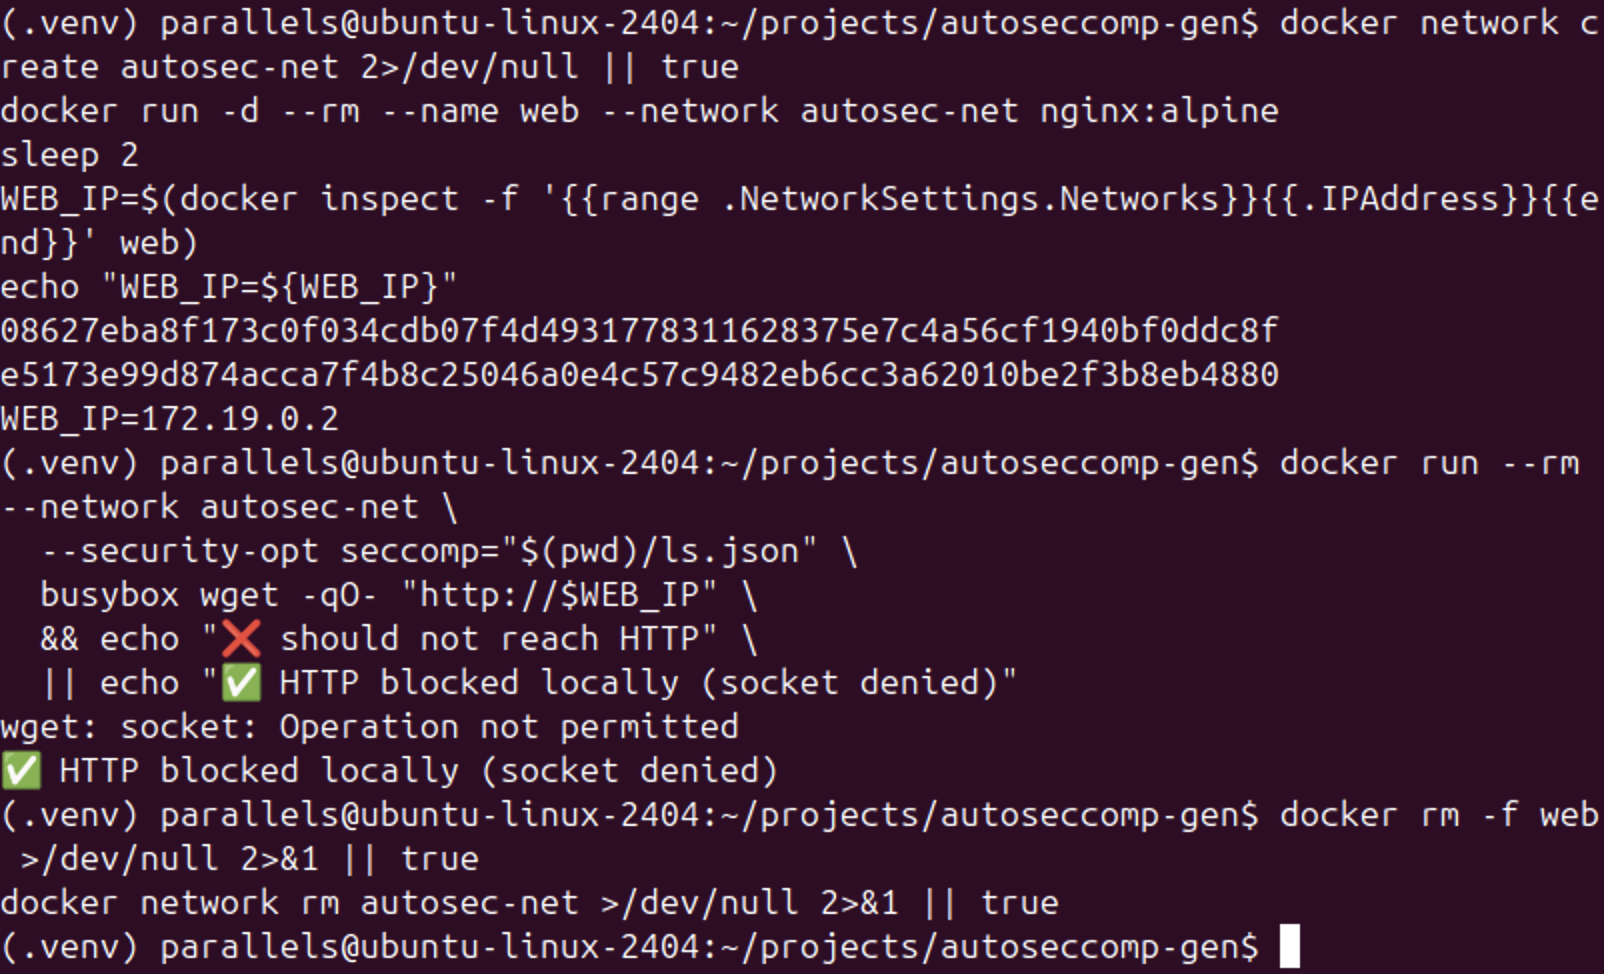 (.venv) parallels@ubuntu-linux-2404:~/projects/autoseccomp-gen$ docker network c
reate autosec-net 2>/dev/null || true
docker run -d --rm --name web --network autosec-net nginx:alpine
sleep 2
WEB_IP=$(docker inspect -f '{{range .NetworkSettings.Networks}}{{.IPAddress}}{{e
nd}}' web)
echo "WEB_IP=${WEB_IP}"
08627eba8f173c0f034cdb07f4d4931778311628375e7c4a56cf1940bf0ddc8f
e5173e99d874acca7f4b8c25046a0e4c57c9482eb6cc3a62010be2f3b8eb4880
WEB_IP=172.19.0.2
(.venv) parallels@ubuntu-linux-2404:~/projects/autoseccomp-gen$ docker run --rm
--network autosec-net \
  --security-opt seccomp="$(pwd)/ls.json" \
  busybox wget -qO- "http://$WEB_IP" \
  && echo "❌ should not reach HTTP" \
  || echo "✅ HTTP blocked locally (socket denied)"
wget: socket: Operation not permitted
✅ HTTP blocked locally (socket denied)
(.venv) parallels@ubuntu-linux-2404:~/projects/autoseccomp-gen$ docker rm -f web
 >/dev/null 2>&1 || true
docker network rm autosec-net >/dev/null 2>&1 || true
(.venv) parallels@ubuntu-linux-2404:~/projects/autoseccomp-gen$